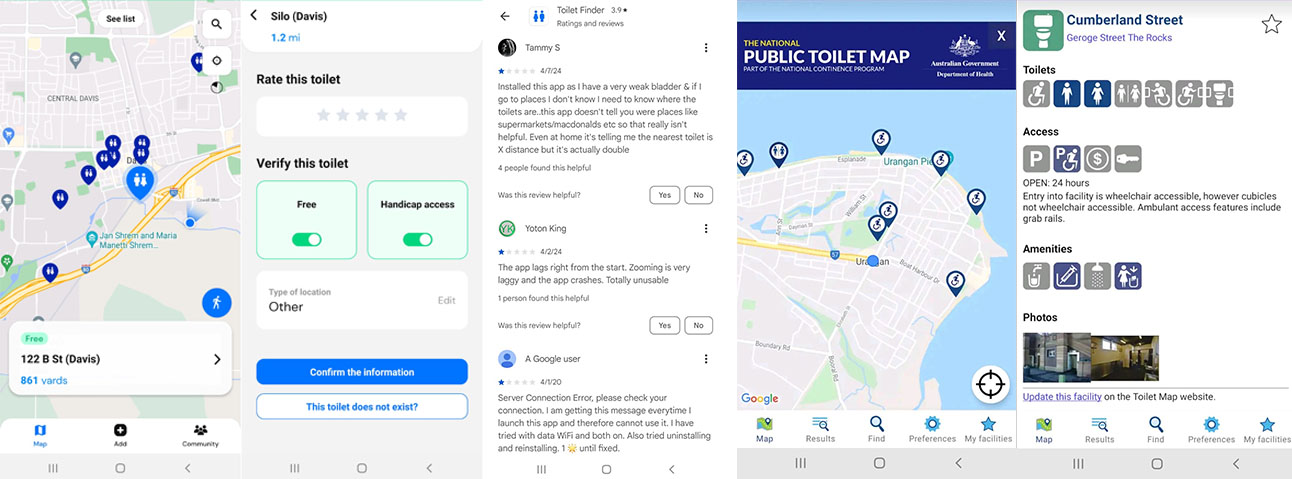 See list
CENTRAL DAVIS
Jan Shrem and Maria
Manetti Shrem...
Cowell Blvd
80
80
Free
122 B St (Davis)
861 yards
Map
Add
Community
Silo (Davis)
1.2 mi
Rate this toilet
Verify this toilet
Free
Handicap access
Type of location
Other
Edit
Confirm the information
This toilet does not exist?
Toilet Finder 3.9★
Ratings and reviews
Tammy S
4/7/24
Installed this app as I have a very weak bladder & if I
go to places I don't know I need to know where the
toilets are..this app doesn't tell you were places like
supermarkets/macdonalds etc so that really isn't
helpful. Even at home it's telling me the nearest toilet is
X distance but it's actually double
4 people found this helpful
Was this review helpful?
Yes
No
YK
Yoton King
4/2/24
The app lags right from the start. Zooming is very
laggy and the app crashes. Totally unusable
1 person found this helpful
Was this review helpful?
Yes
No
A Google user
4/1/20
Server Connection Error, please check your
connection. I am getting this message everytime I
launch this app and therefore cannot use it. I have
tried with data WiFi and both on. Also tried uninstalling
and reinstalling. 1 🌟 until fixed.
THE NATIONAL
PUBLIC TOILET MAP
PART OF THE NATIONAL CONTINENCE PROGRAM
Australian Government
Department of Health
X
Esplanade
Urangan Pie
William St
Boat Harbour Dr
Elizabeth St
Boundary Rd
Booral Rd
57
Google
Map
Results
Find
Preferences
My facilities
Cumberland Street
Geroge Street The Rocks
Toilets
Access
P
P
$
OPEN: 24 hours
Entry into facility is wheelchair accessible, however cubicles
not wheelchair accessible. Ambulant access features include
grab rails.
Amenities
Photos
Update this facility on the Toilet Map website.
Map
Results
Find
Preferences
My facilities